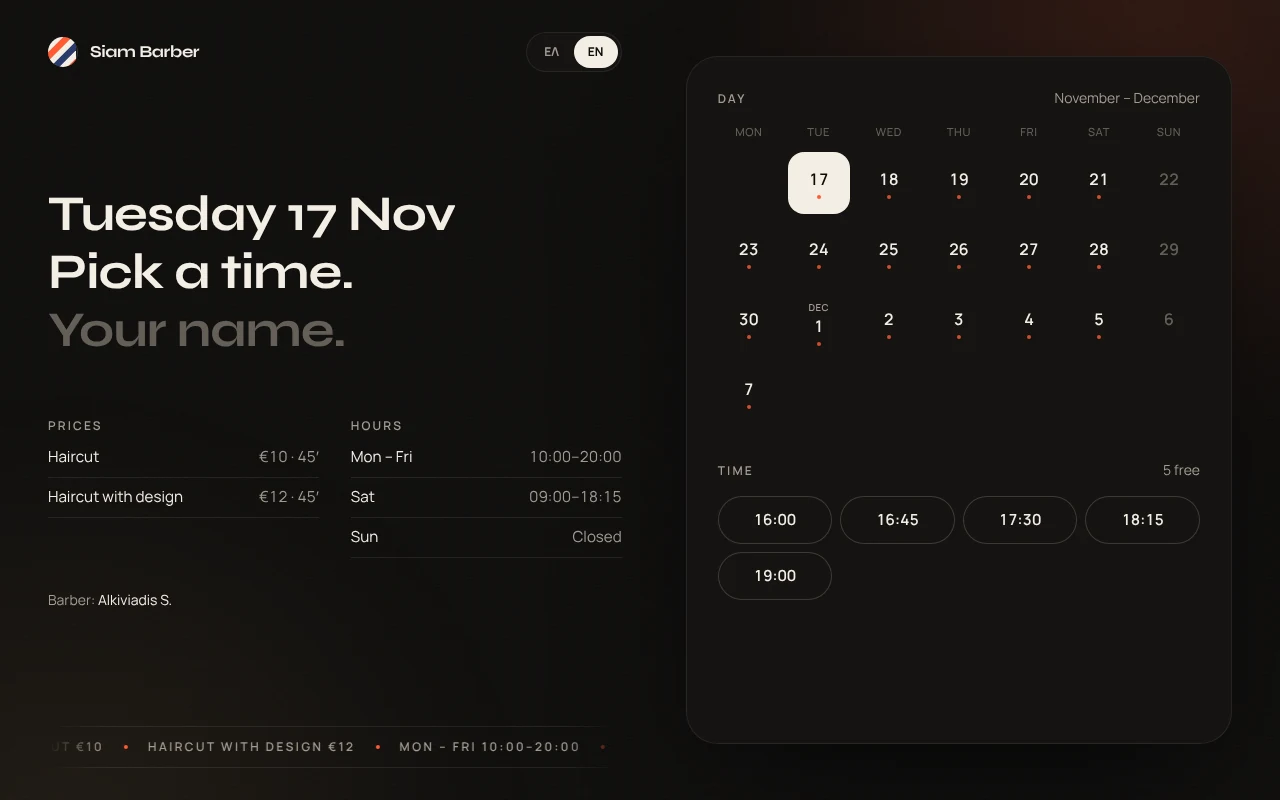 Siam Barber
ΕΛ EN
Tuesday 17 Nov
Pick a time.
Your name.
PRICES
Haircut €10 · 45′
Haircut with design €12 · 45′
HOURS
Mon – Fri 10:00–20:00
Sat 09:00–18:15
Sun Closed
Barber: Alkiviadis S.
€10 • HAIRCUT WITH DESIGN €12 • MON – FRI 10:00–20:00 •
DAY November – December
MON TUE WED THU FRI SAT SUN
17 18 19 20 21 22
23 24 25 26 27 28 29
DEC
30 1 2 3 4 5 6
7
TIME 5 free
16:00 16:45 17:30 18:15
19:00